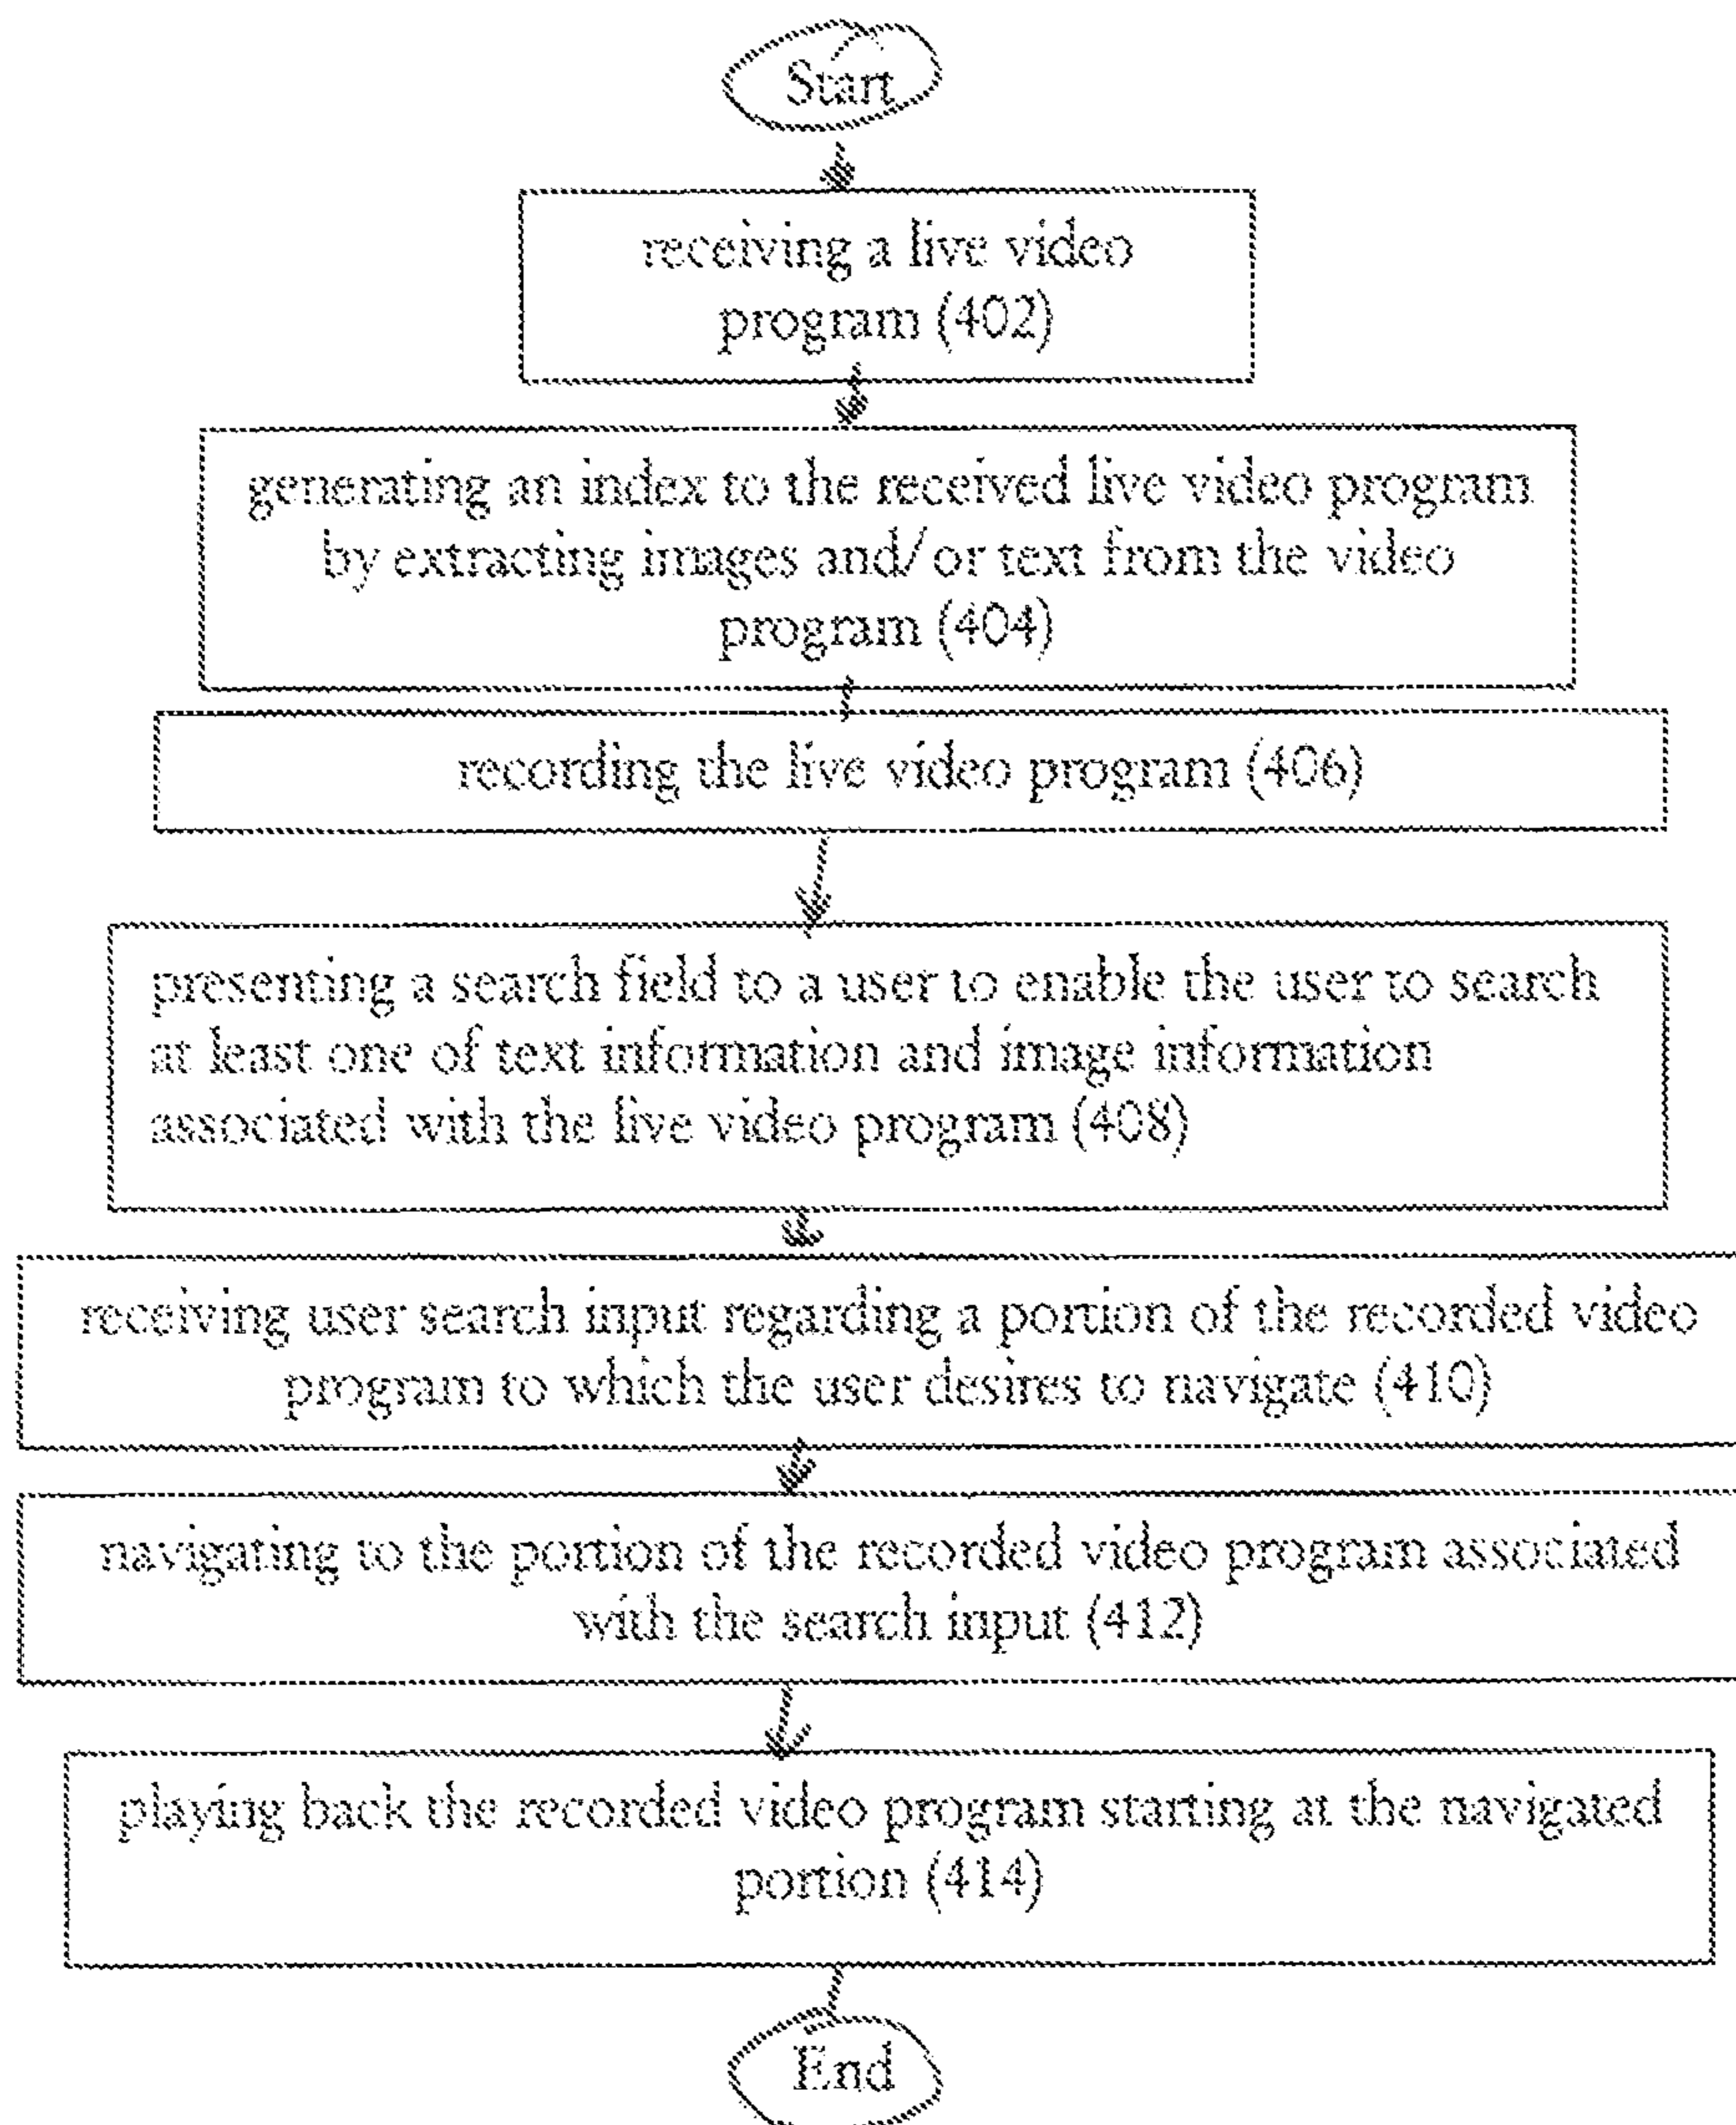 Start
receiving a live video
program (402)
generating an index to the received live video program
by extracting images and/or text from the video
program (404)
recording the live video program (406)
presenting a search field to a user to enable the user to search
at least one of text information and image information
associated with the live video program (408)
receiving user search input regarding a portion of the recorded video
program to which the user desires to navigate (410)
navigating to the portion of the recorded video program associated
with the search input (412)
playing back the recorded video program starting at the navigated
portion (414)
End